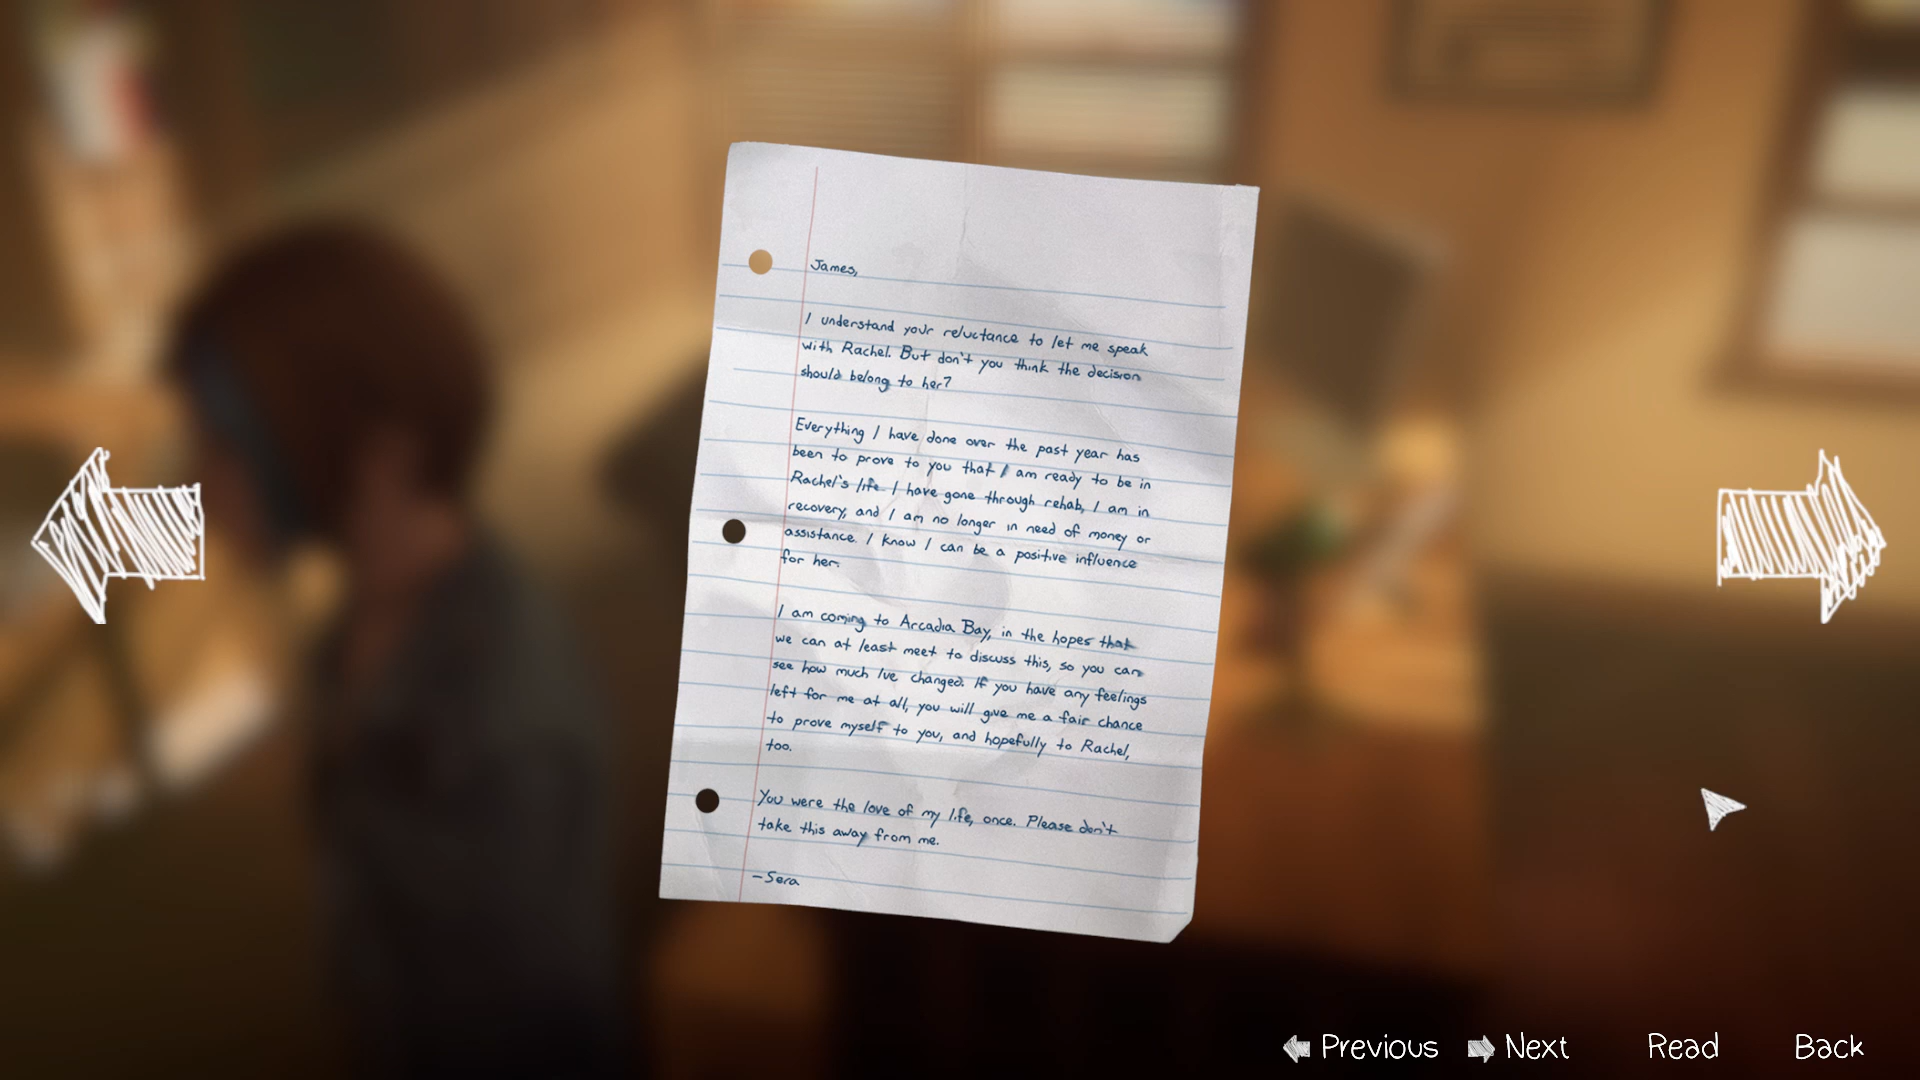 James,
I understand your reluctance to let me speak
with Rachel. But don't you think the decision
should belong to her?
Everything I have done over the past year has
been to prove to you that I am ready to be in
Rachel's life. I have gone through rehab, I am in
recovery, and I am no longer in need of money or
assistance. I know I can be a positive influence
for her.
I am coming to Arcadia Bay, in the hopes that
we can at least meet to discuss this, so you can
see how much I've changed. If you have any feelings
left for me at all, you will give me a fair chance
to prove myself to you, and hopefully to Rachel,
too.
You were the love of my life, once. Please don't
take this away from me.
-Sera
Previous Next Read Back